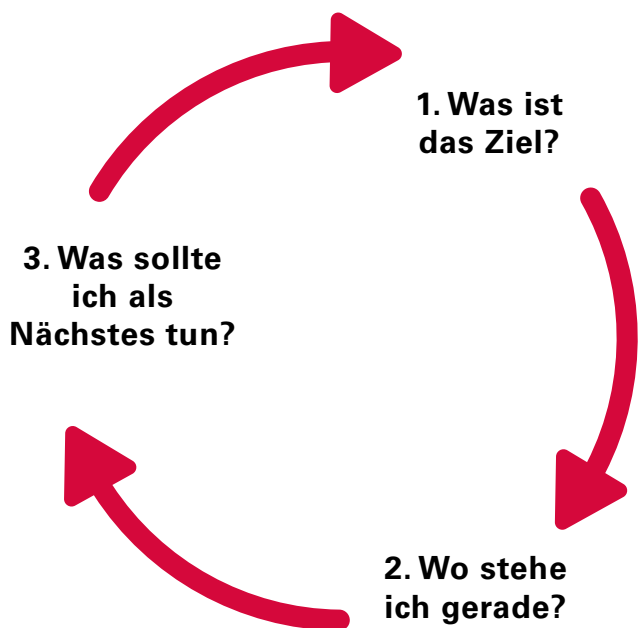 1. Was ist
das Ziel?
2. Wo stehe
ich gerade?
3. Was sollte
ich als
Nächstes tun?